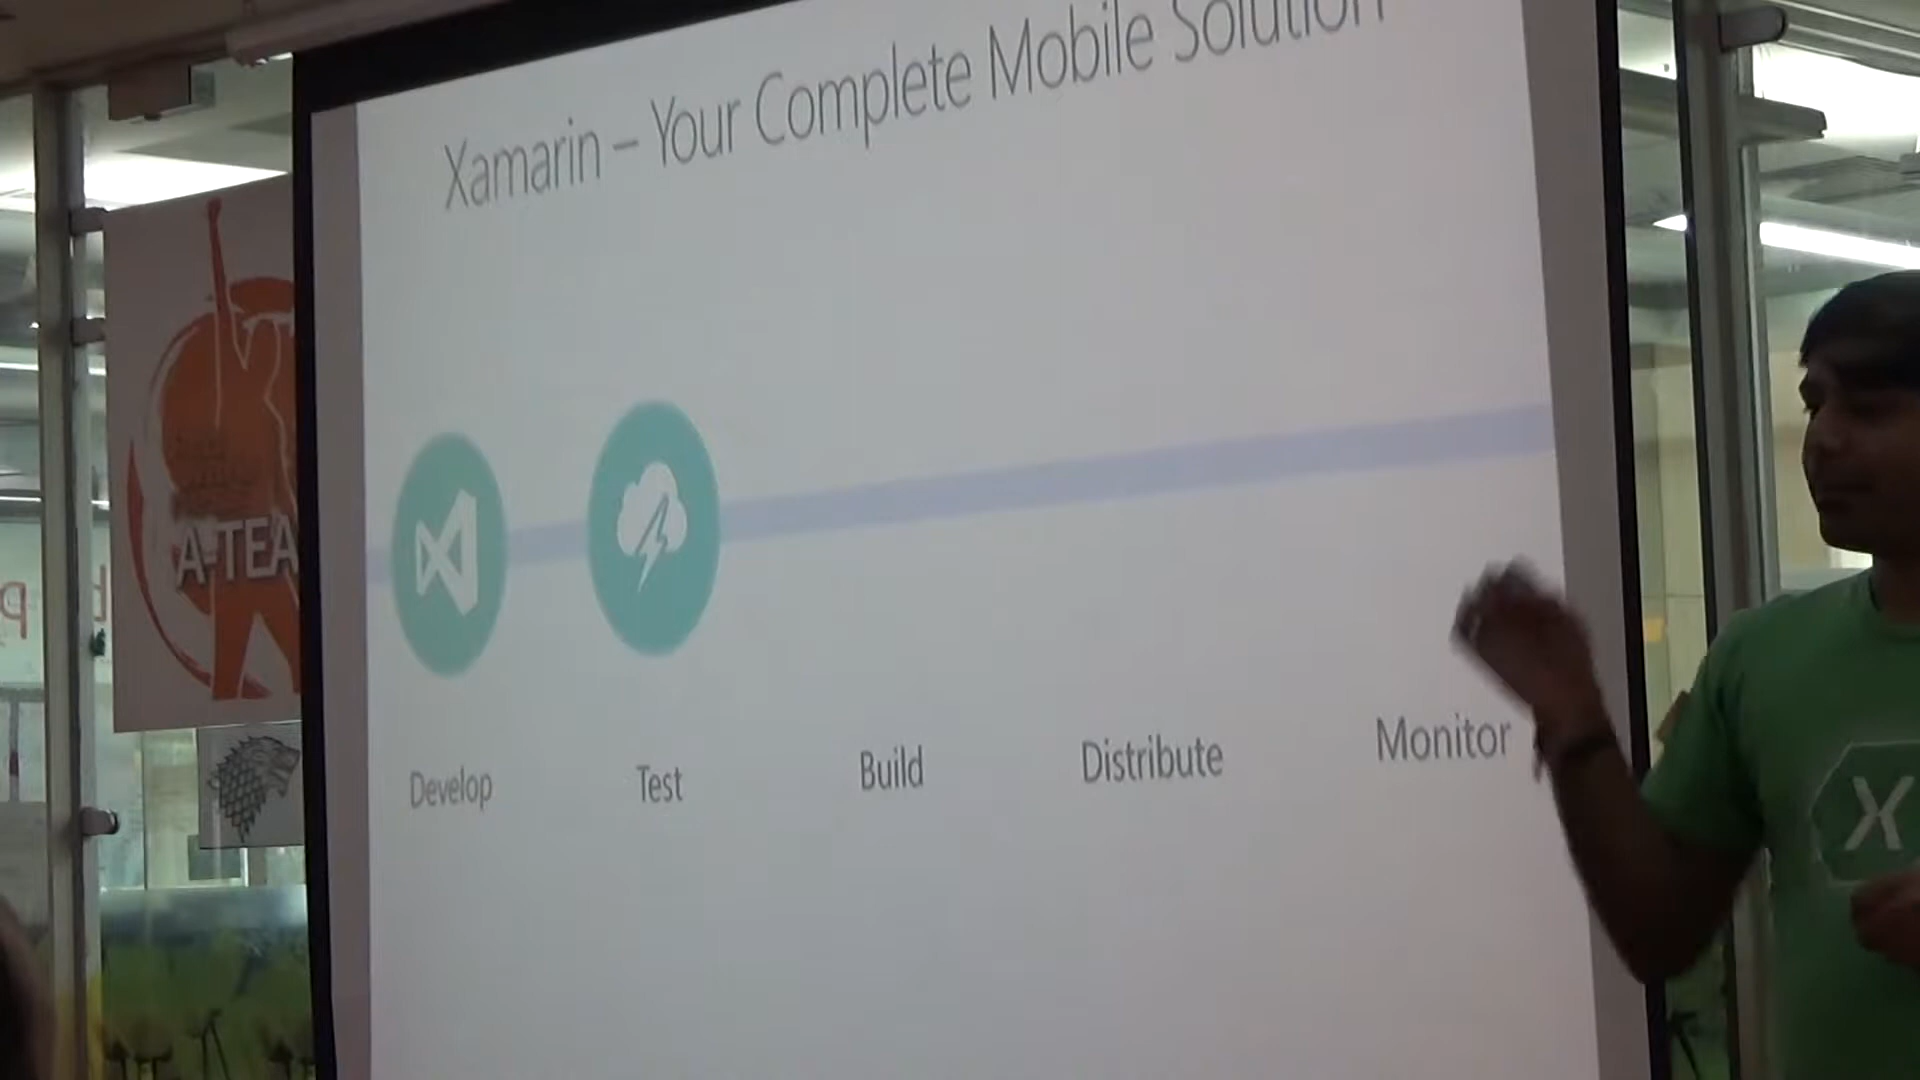 Xamarin – Your Complete Mobile Solution
A-TEA
Develop
Test
Build
Distribute
Monitor
X